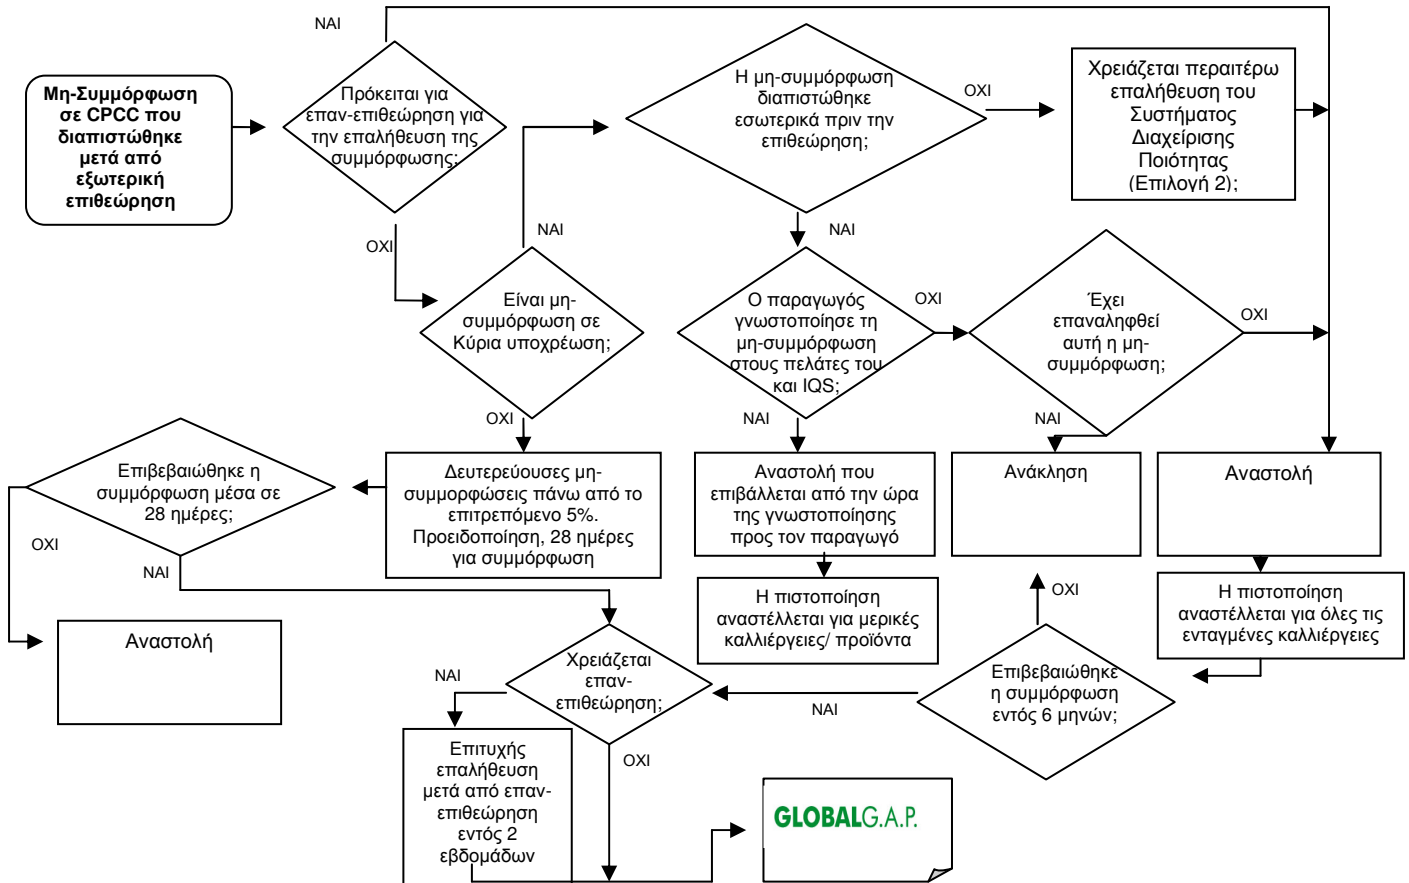 ΝΑΙ
Μη-Συμμόρφωση
σε CPCC που
διαπιστώθηκε
μετά από
εξωτερική
επιθεώρηση
Πρόκειται για
επαν-επιθεώρηση για
την επαλήθευση της
συμμόρφωσης;
Η μη-συμμόρφωση
διαπιστώθηκε
εσωτερικά πριν την
επιθεώρηση;
ΟΧΙ
Χρειάζεται περαιτέρω
επαλήθευση του
Συστήματος
Διαχείρισης
Ποιότητας
(Επιλογή 2);
ΟΧΙ
ΝΑΙ
ΝΑΙ
Είναι μη-
συμμόρφωση σε
Κύρια υποχρέωση;
Ο παραγωγός
γνωστοποίησε τη
μη-συμμόρφωση
στους πελάτες του
και IQS;
ΟΧΙ
Έχει
επαναληφθεί
αυτή η μη-
συμμόρφωση;
ΟΧΙ
ΟΧΙ
ΝΑΙ
ΝΑΙ
Επιβεβαιώθηκε η
συμμόρφωση μέσα σε
28 ημέρες;
Δευτερεύουσες μη-
συμμορφώσεις πάνω από το
επιτρεπόμενο 5%.
Προειδοποίηση, 28 ημέρες
για συμμόρφωση
Αναστολή που
επιβάλλεται από την ώρα
της γνωστοποίησης
προς τον παραγωγό
Ανάκληση
Αναστολή
ΟΧΙ
ΝΑΙ
Αναστολή
Η πιστοποίηση
αναστέλλεται για μερικές
καλλιέργειες/ προϊόντα
ΟΧΙ
Η πιστοποίηση
αναστέλλεται για όλες τις
ενταγμένες καλλιέργειες
Χρειάζεται
επαν-
επιθεώρηση;
ΝΑΙ
Επιβεβαιώθηκε
η συμμόρφωση
εντός 6 μηνών;
ΝΑΙ
ΟΧΙ
Επιτυχής
επαλήθευση
μετά από επαν-
επιθεώρηση
εντός 2
εβδομάδων
GLOBALG.A.P.